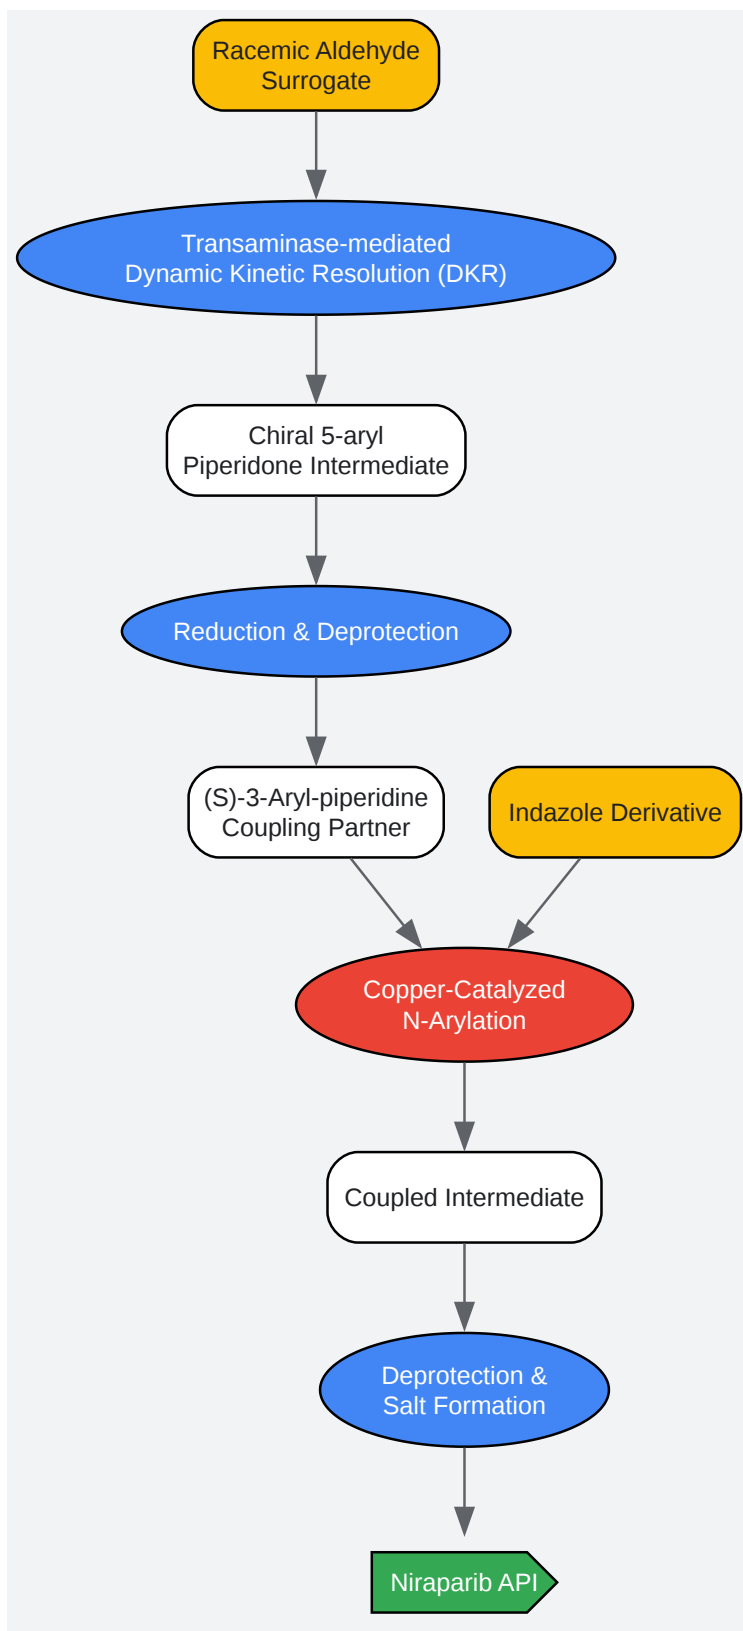 Racemic Aldehyde
Surrogate
Transaminase-mediated
Dynamic Kinetic Resolution (DKR)
Chiral 5-aryl
Piperidone Intermediate
Reduction & Deprotection
(S)-3-Aryl-piperidine
Coupling Partner
Indazole Derivative
Copper-Catalyzed
N-Arylation
Coupled Intermediate
Deprotection &
Salt Formation
Niraparib API